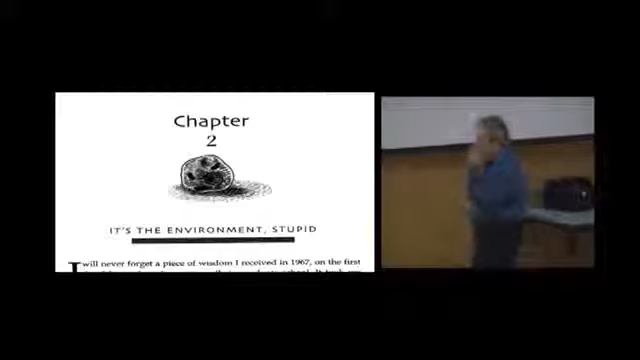 Chapter
2
IT'S THE ENVIRONMENT, STUPID
I will never forget a piece of wisdom I received in 1967, on the first